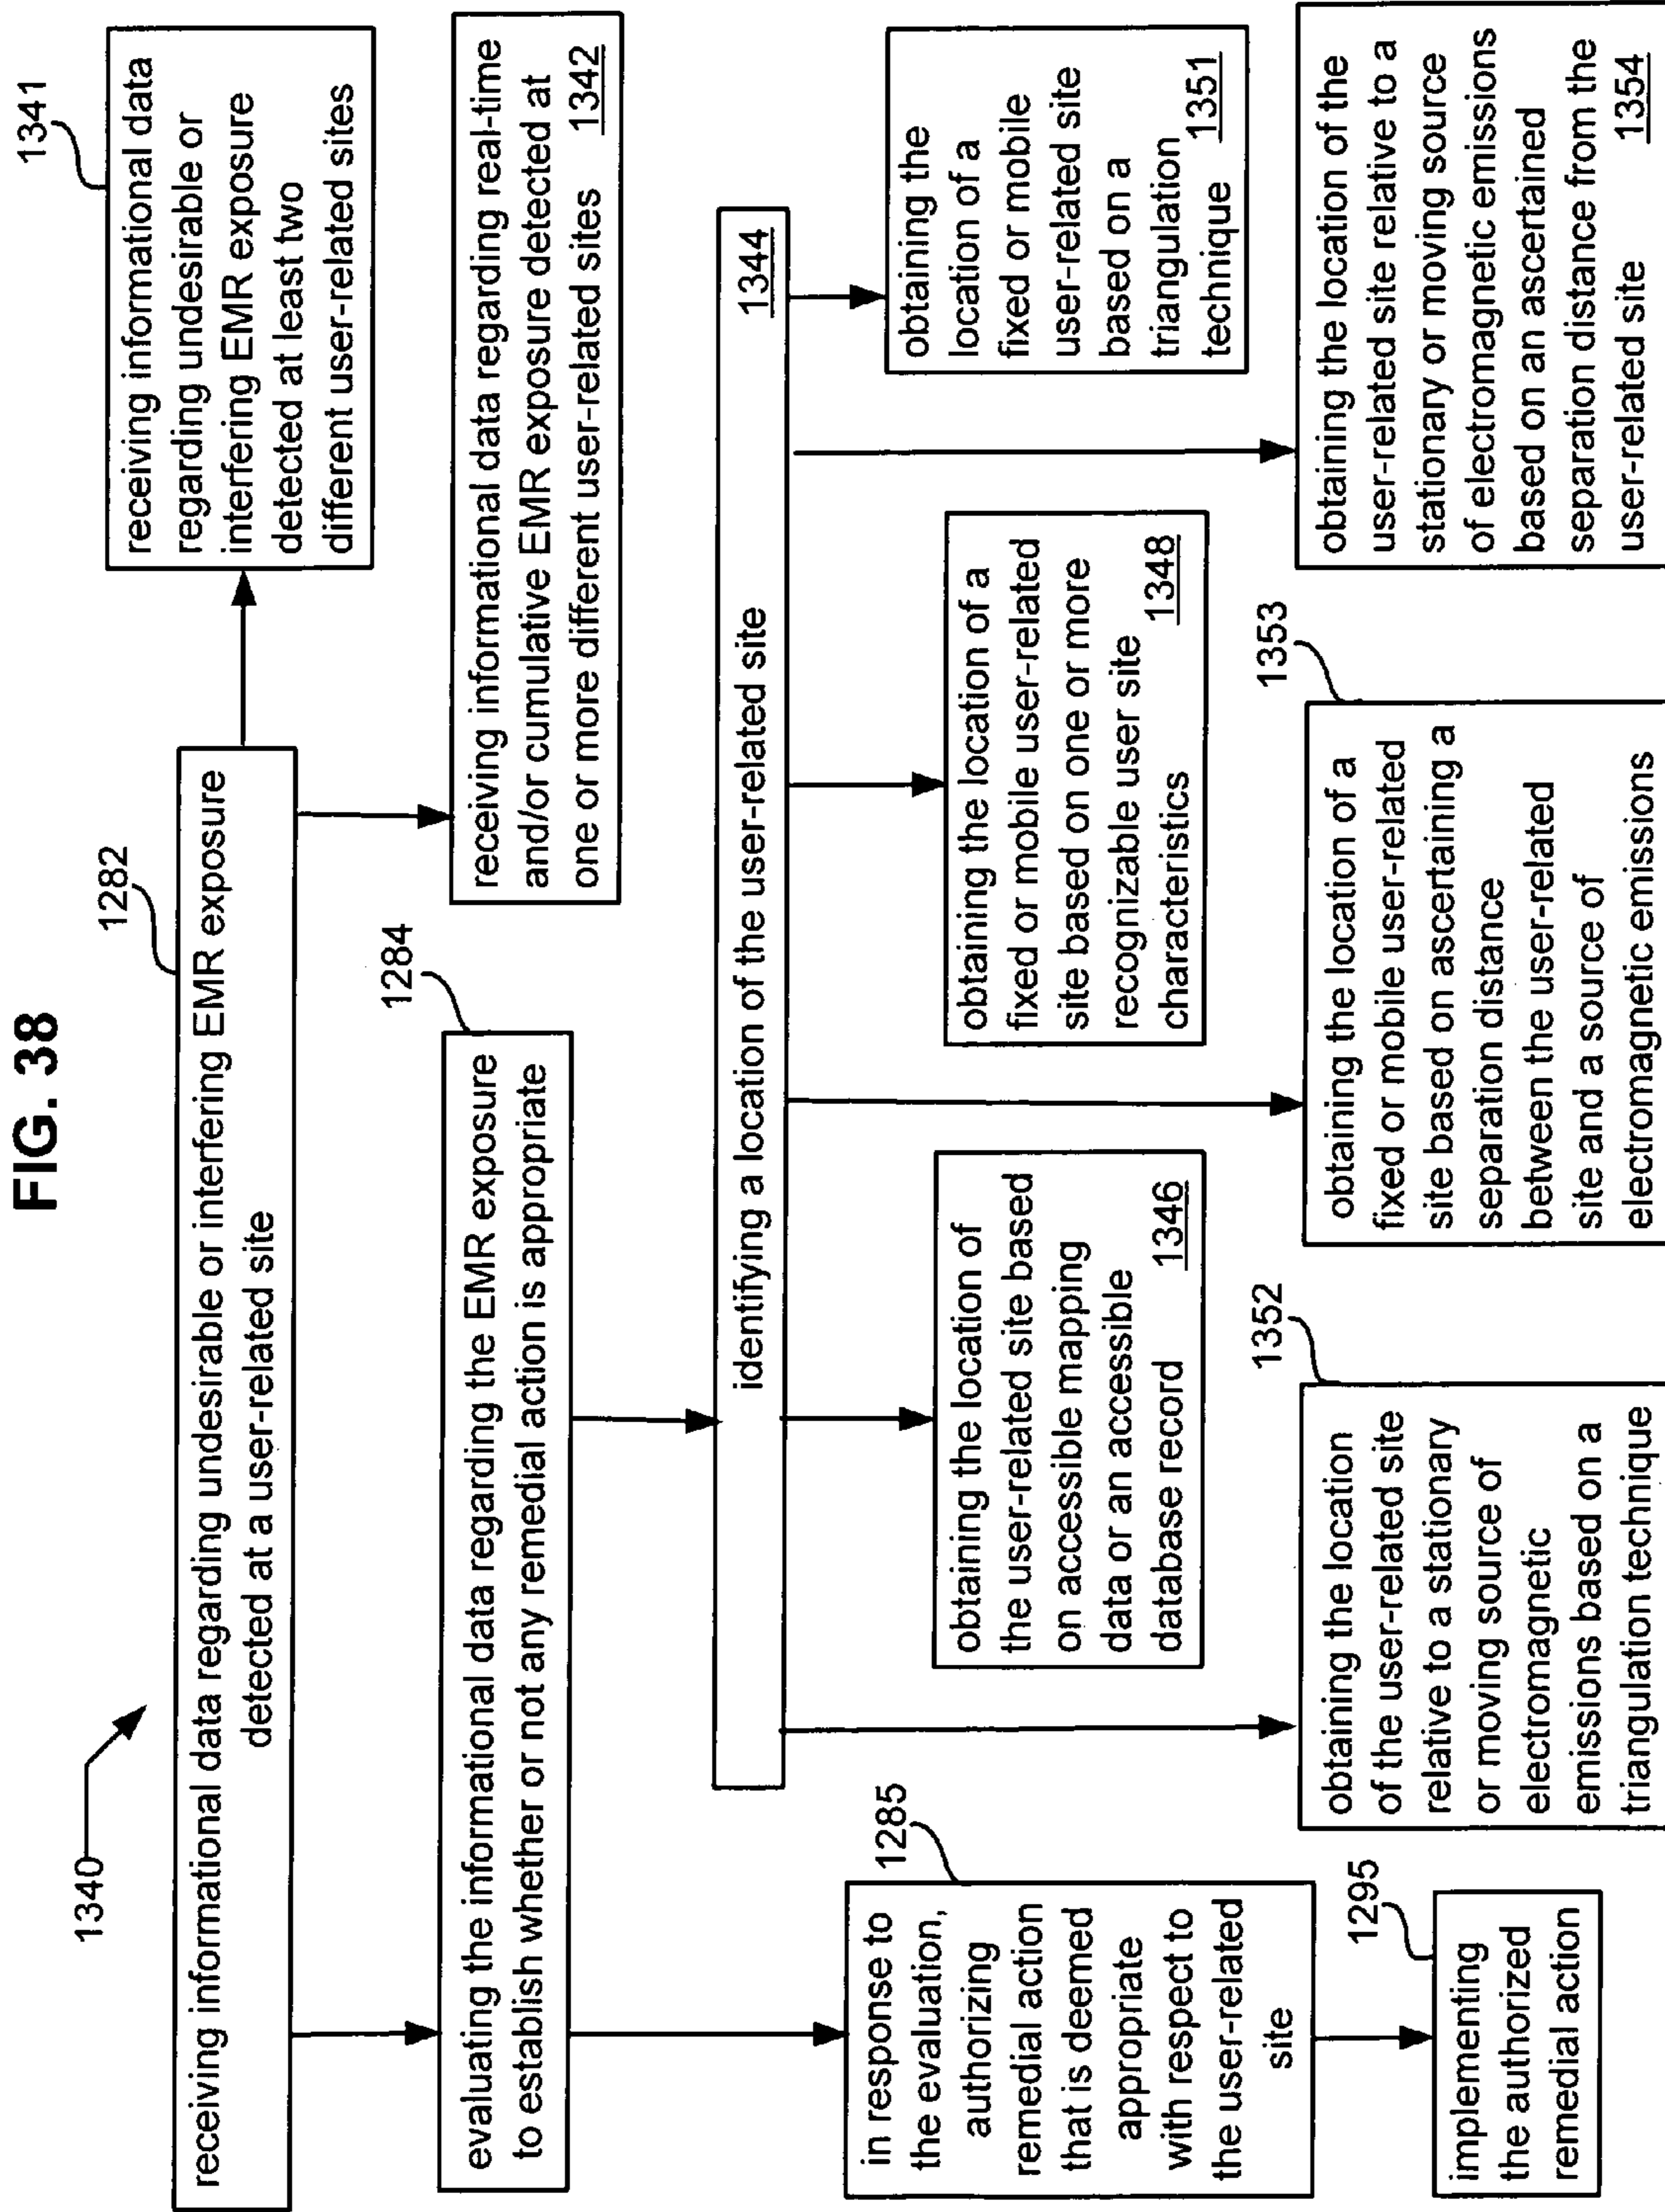 FIG. 38
1340
1282
receiving informational data regarding undesirable or interfering EMR exposure
detected at a user-related site
1341
receiving informational data
regarding undesirable or
interfering EMR exposure
detected at least two
different user-related sites
1284
evaluating the informational data regarding the EMR exposure
to establish whether or not any remedial action is appropriate
receiving informational data regarding real-time
and/or cumulative EMR exposure detected at
one or more different user-related sites 1342
identifying a location of the user-related site 1344
1285
in response to
the evaluation,
authorizing
remedial action
that is deemed
appropriate
with respect to
the user-related
site
obtaining the location of
the user-related site based
on accessible mapping
data or an accessible
database record 1346
obtaining the location of a
fixed or mobile user-related
site based on one or more
recognizable user site
characteristics 1348
obtaining the
location of a
fixed or mobile
user-related site
based on a
triangulation
technique 1351
1295
implementing
the authorized
remedial action
1352
obtaining the location
of the user-related site
relative to a stationary
or moving source of
electromagnetic
emissions based on a
triangulation technique
1353
obtaining the location of a
fixed or mobile user-related
site based on ascertaining a
separation distance
between the user-related
site and a source of
electromagnetic emissions
obtaining the location of the
user-related site relative to a
stationary or moving source
of electromagnetic emissions
based on an ascertained
separation distance from the
user-related site 1354